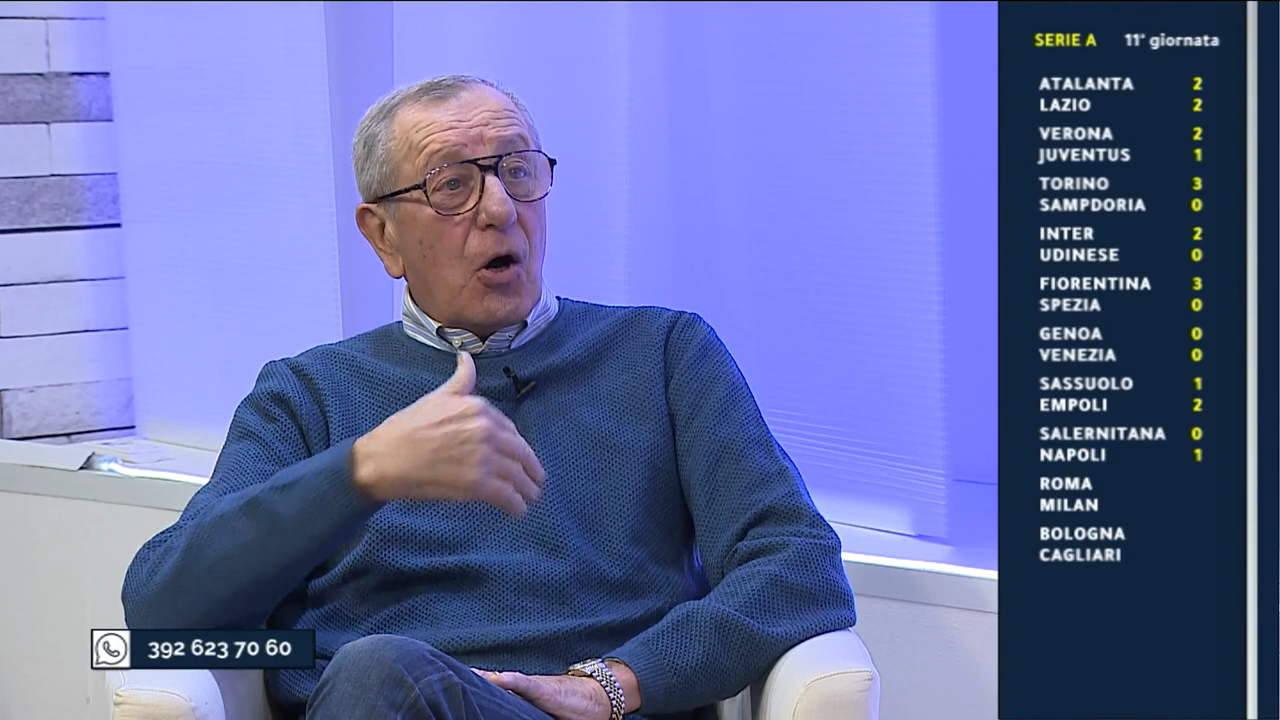 SERIE A 11ª giornata
ATALANTA 2
LAZIO 2
VERONA 2
JUVENTUS 1
TORINO 3
SAMPDORIA 0
INTER 2
UDINESE 0
FIORENTINA 3
SPEZIA 0
GENOA 0
VENEZIA 0
SASSUOLO 1
EMPOLI 2
SALERNITANA 0
NAPOLI 1
ROMA
MILAN
BOLOGNA
CAGLIARI
392 623 70 60